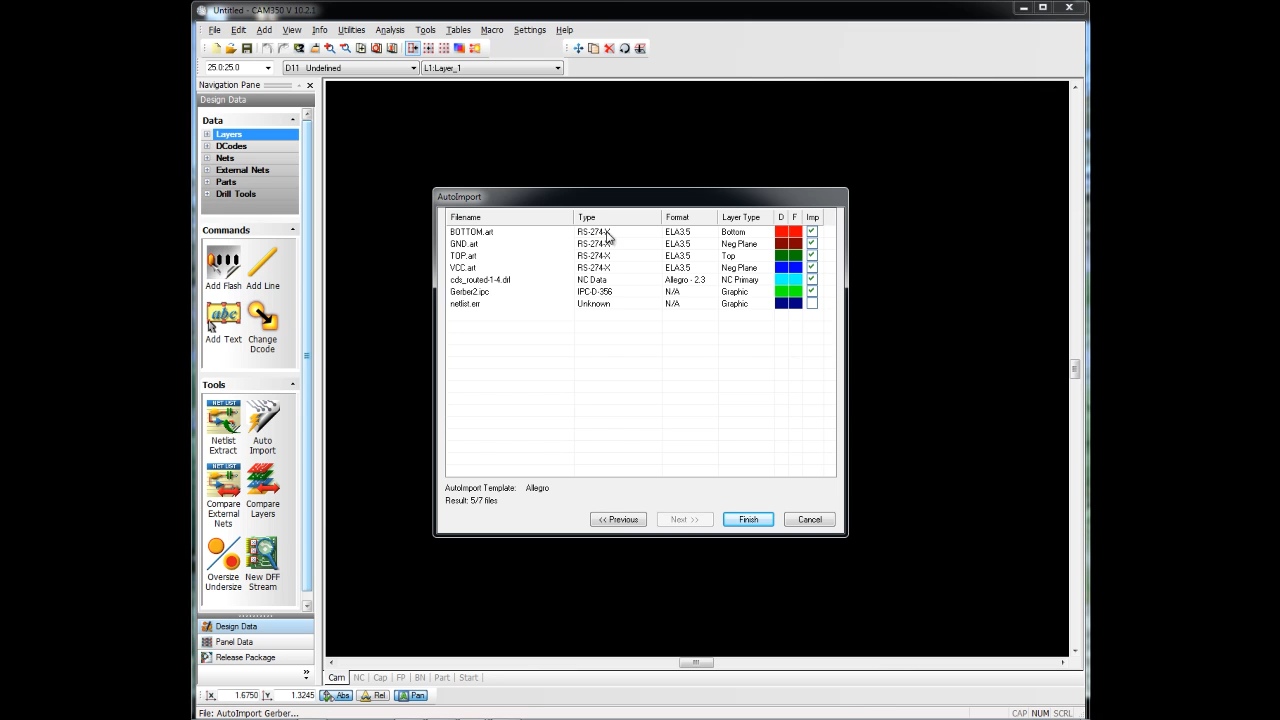 Untitled - CAM350 V 10.2.1
File Edit Add View Info Utilities Analysis Tools Tables Macro Settings Help
25.0:25.0 D11 Undefined L1:Layer_1
Navigation Pane
Design Data
Data
Layers
DCodes
Nets
External Nets
Parts
Drill Tools
Commands
Add Flash Add Line
abc
Add Text Change Dcode
Tools
NET LIST
Netlist Extract Auto Import
NET LIST
Compare External Nets Compare Layers
Oversize Undersize New DFF Stream
Design Data
Panel Data
Release Package
AutoImport
Filename Type Format Layer Type D F Imp
BOTTOM.art RS-274-X ELA3.5 Bottom
GND.art RS-274-X ELA3.5 Neg Plane
TOP.art RS-274-X ELA3.5 Top
VCC.art RS-274-X ELA3.5 Neg Plane
cds_routed-1-4.drl NC Data Allegro - 2.3 NC Primary
Gerber2.ipc IPC-D-356 N/A Graphic
netlist.err Unknown N/A Graphic
AutoImport Template: Allegro
Result: 5/7 files
<< Previous Next >> Finish Cancel
Cam NC Cap FP BN Part Start
X 1.6750 Y 1.3245 Abs Rel Pan
File: AutoImport Gerber... CAP NUM SCRL